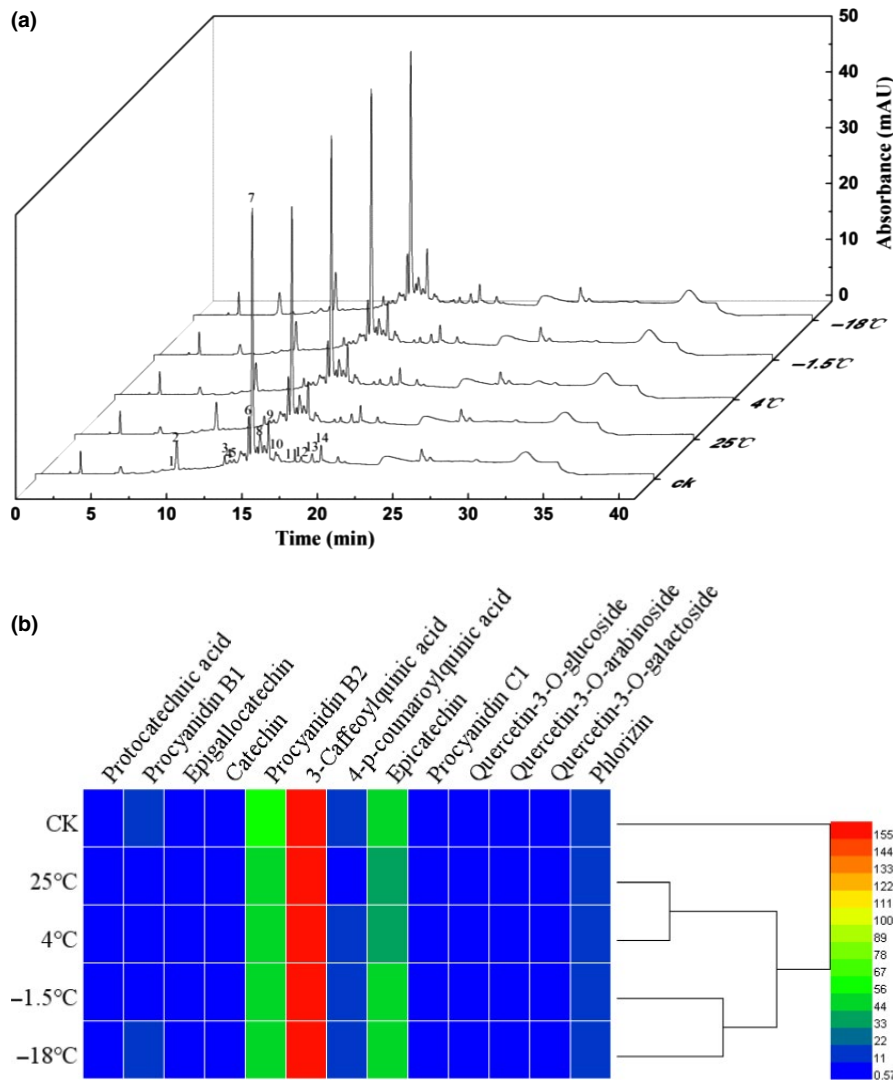 (a)
50
40
30
20
10
0
Absorbance (mAU)
7
6
9
2
8
1
3
4
5
10
11
12
13
14
-18℃
-1.5℃
4℃
25℃
ck
0 5 10 15 20 25 30 35 40
Time (min)
(b)
Protocatechuic acid
Procyanidin B1
Epigallocatechin
Catechin
Procyanidin B2
3-Caffeoylquinic acid
4-p-coumaroylquinic acid
Epicatechin
Procyanidin C1
Quercetin-3-O-glucoside
Quercetin-3-O-arabinoside
Quercetin-3-O-galactoside
Phlorizin
CK
25°C
4°C
−1.5°C
−18°C
155
144
133
122
111
100
89
78
67
56
44
33
22
11